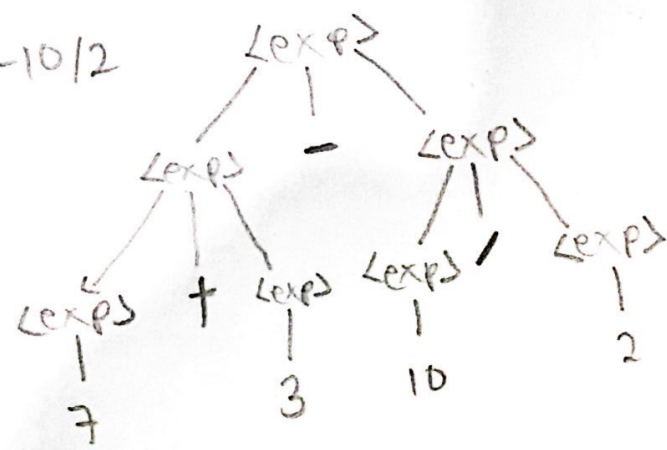 -10/2
<exp>
<exp> - <exp>
<exp> + <exp> <exp> / <exp>
7 3 10 2